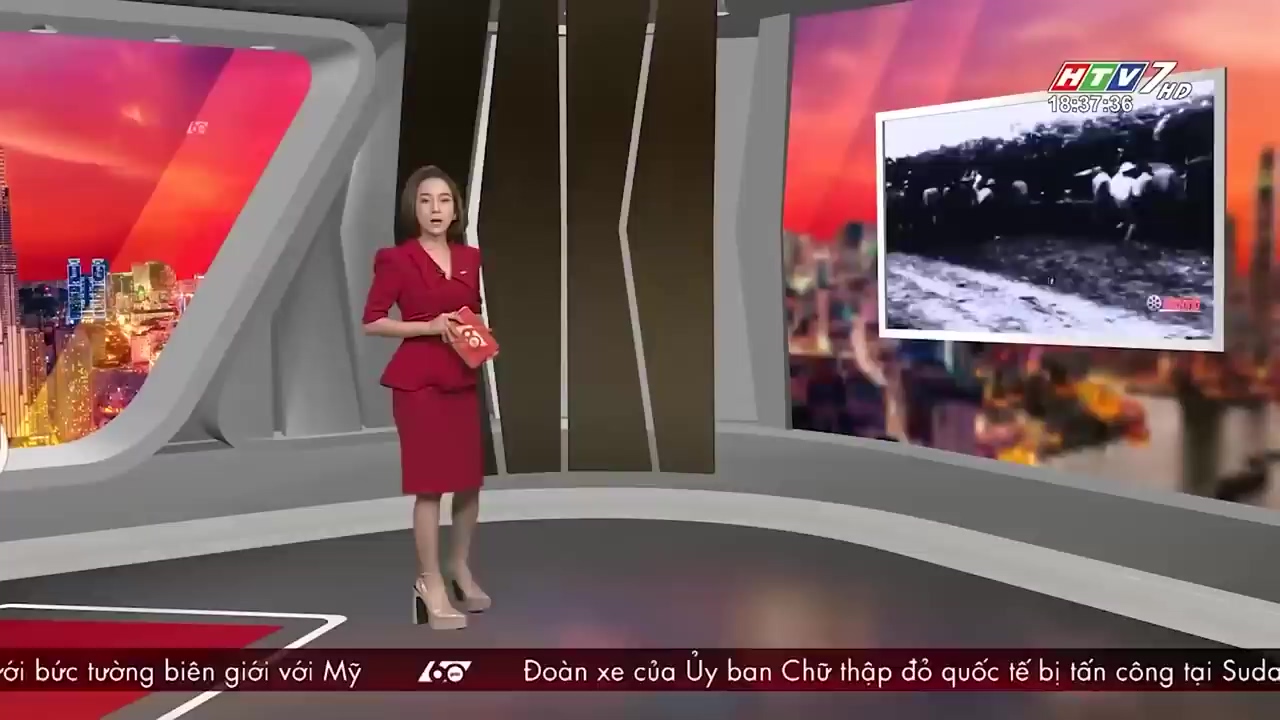 HTV7 HD
18:37:36
60
ới bức tường biên giới với Mỹ 60 Đoàn xe của Ủy ban Chữ thập đỏ quốc tế bị tấn công tại Suda